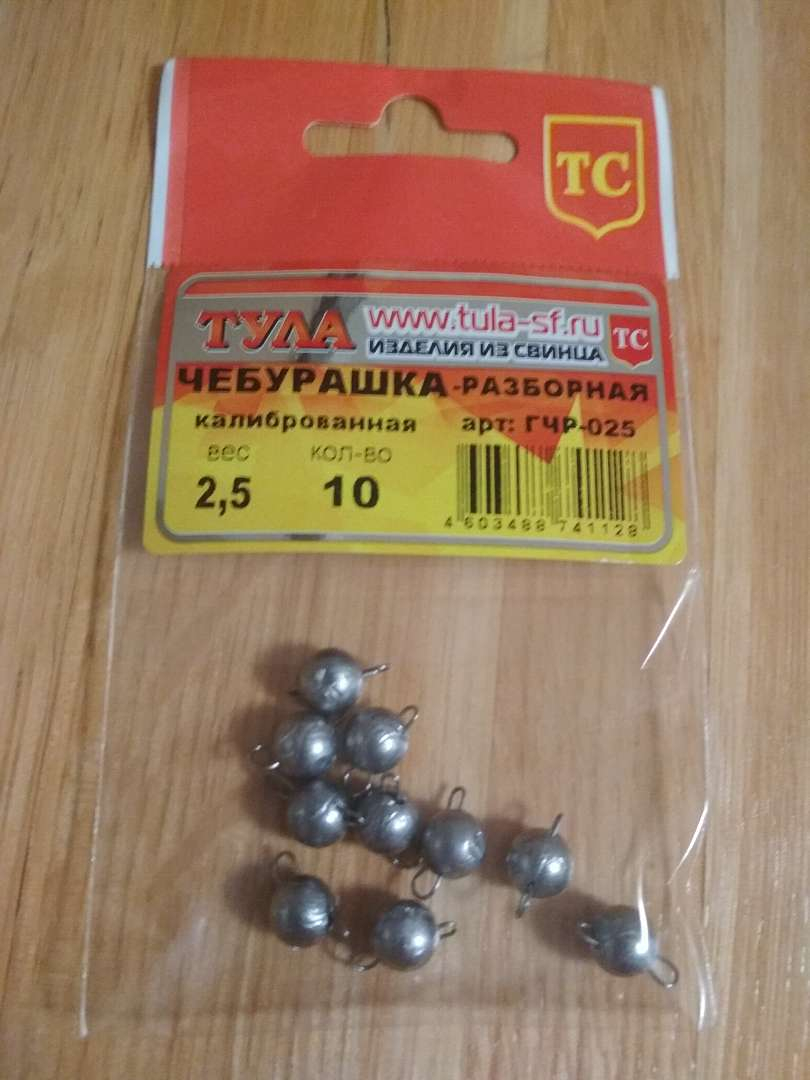 ТС
ТУЛА www.tula-sf.ru
ИЗДЕЛИЯ ИЗ СВИНЦА ТС
ЧЕБУРАШКА-РАЗБОРНАЯ
калиброванная арт: ГЧР-025
вес кол-во
2,5 10
4 603488 741128